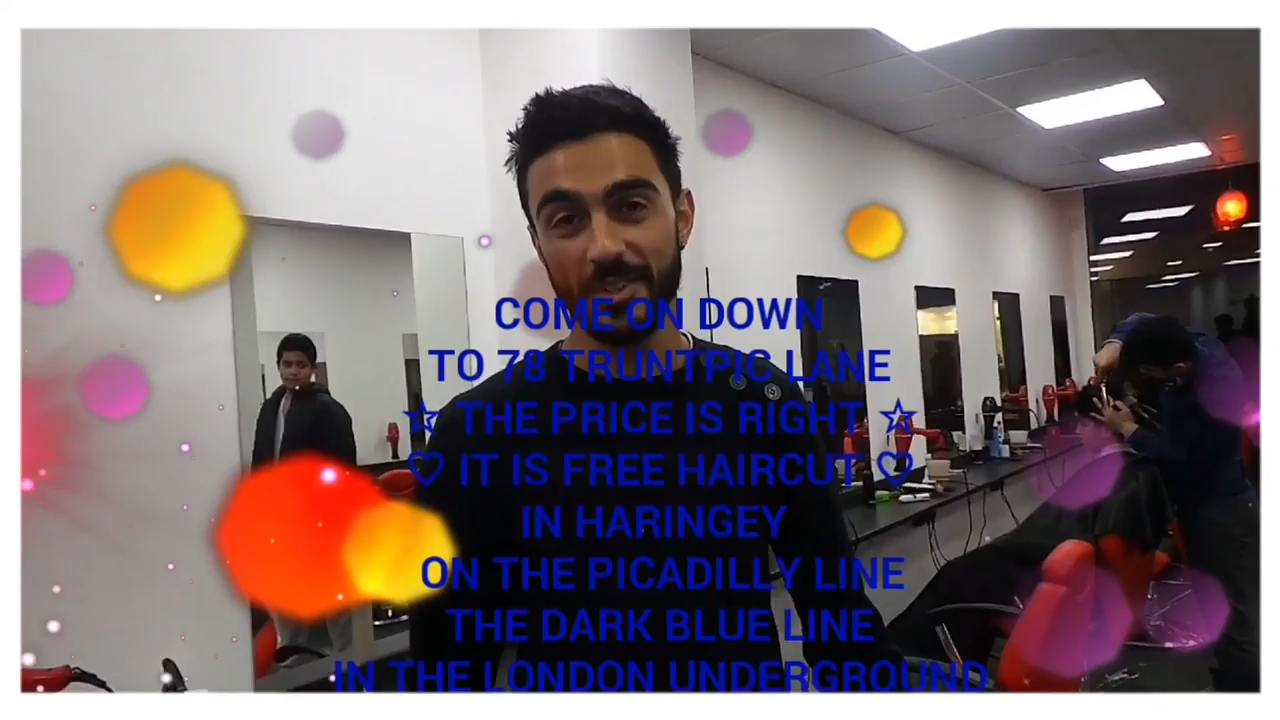 COME ON DOWN
TO 78 TRUNTPIC LANE
☆ THE PRICE IS RIGHT ☆
♡ IT IS FREE HAIRCUT ♡
IN HARINGEY
ON THE PICADILLY LINE
THE DARK BLUE LINE
IN THE LONDON UNDERGROUND